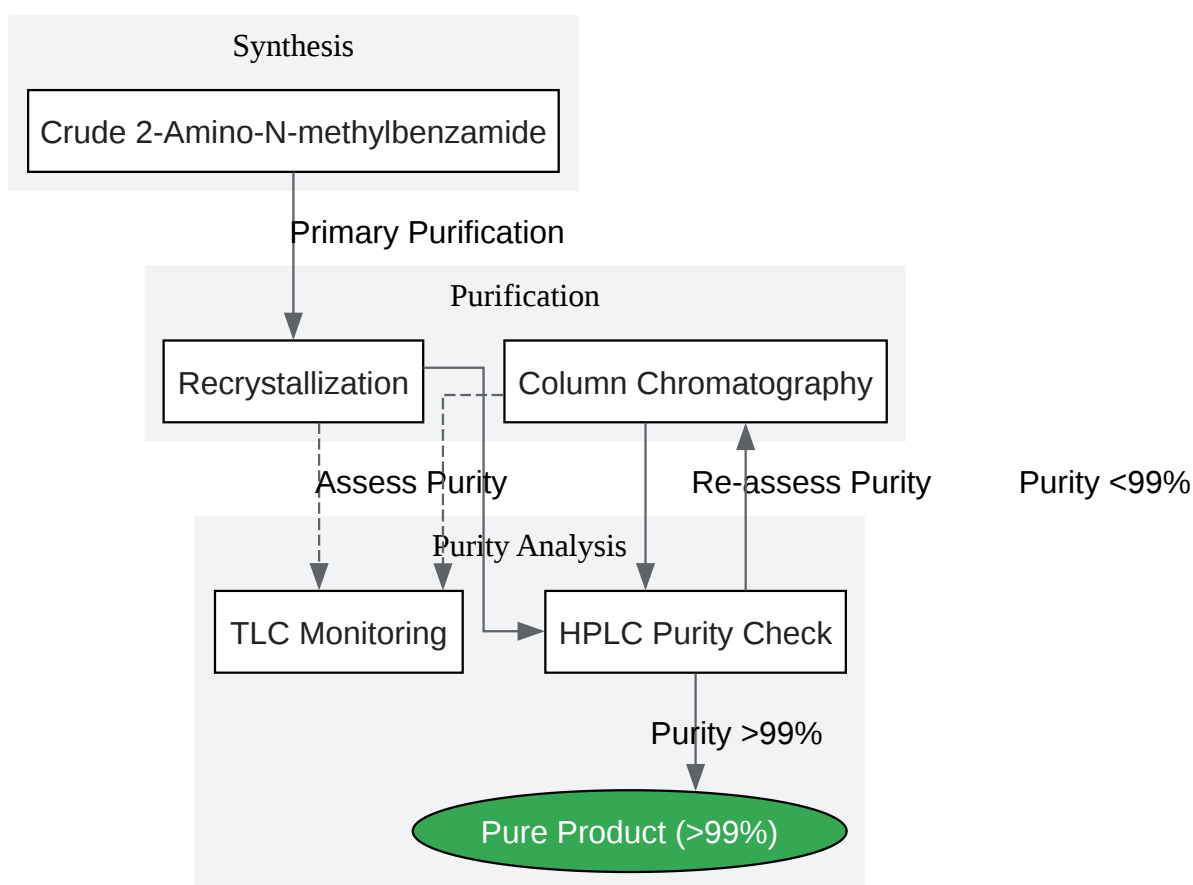 Synthesis
Crude 2-Amino-N-methylbenzamide
Primary Purification
Purification
Recrystallization
Column Chromatography
Assess Purity
Re-assess Purity
Purity <99%
Purity Analysis
TLC Monitoring
HPLC Purity Check
Purity >99%
Pure Product (>99%)